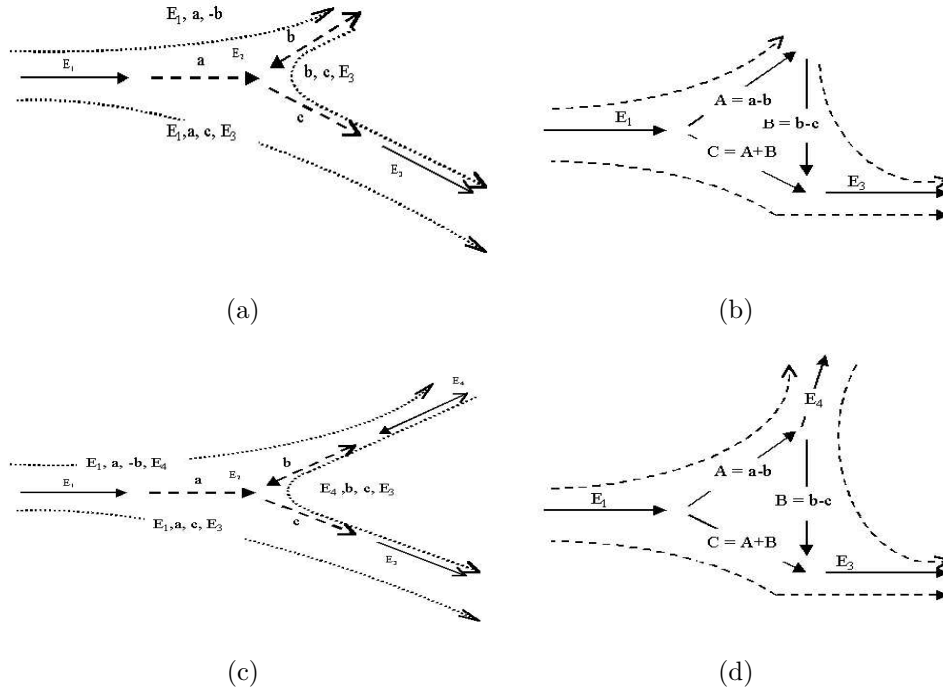 E₁, a, -b
b
E₁
a
E₂
b, c, E₃
c
E₁,a, c, E₃
E₃
(a)
A = a-b
E₁
B = b-c
C = A+B
E₃
(b)
E₄
b
E₁, a, -b, E₄
E₁
a
E₂
E₄ ,b, c, E₃
E₁,a, c, E₃
c
E₃
(c)
E₄
A = a-b
E₁
B = b-c
C = A+B
E₃
(d)